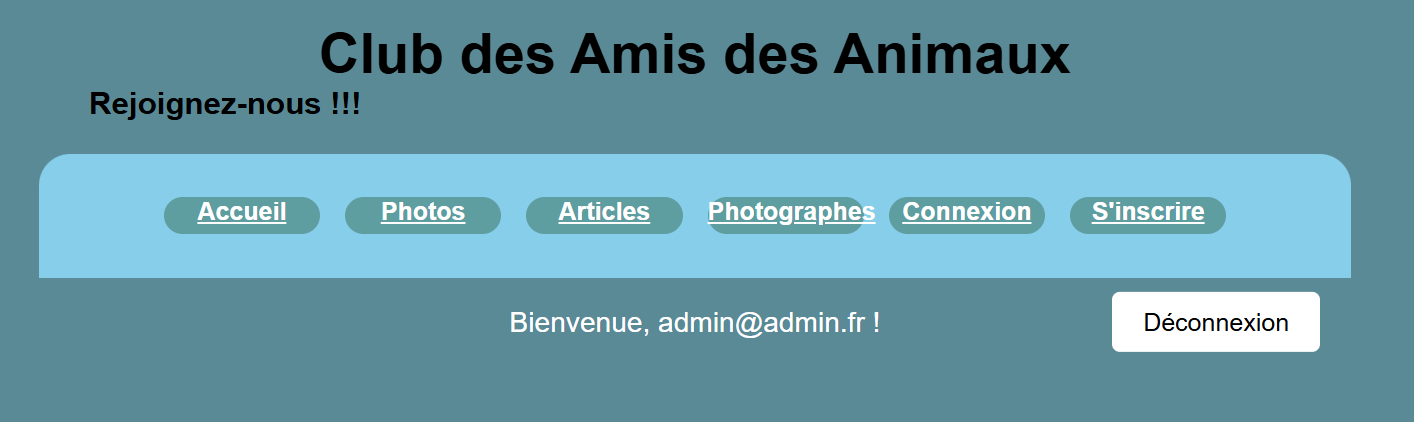 Club des Amis des Animaux
Rejoignez-nous !!!
Accueil Photos Articles Photographes Connexion S'inscrire
Bienvenue, admin@admin.fr ! Déconnexion